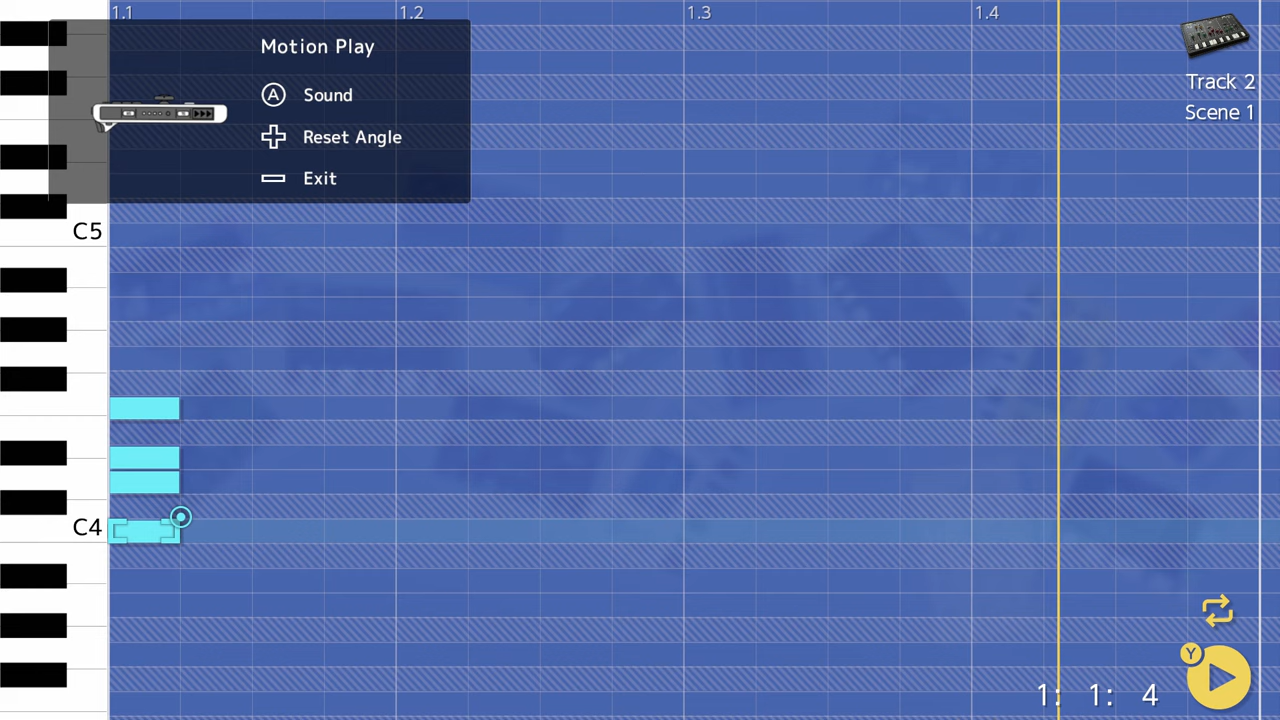 1.1 1.2 1.3 1.4
Motion Play
A Sound
Reset Angle
Exit
Track 2
Scene 1
C5
C4
Y
1: 1: 4